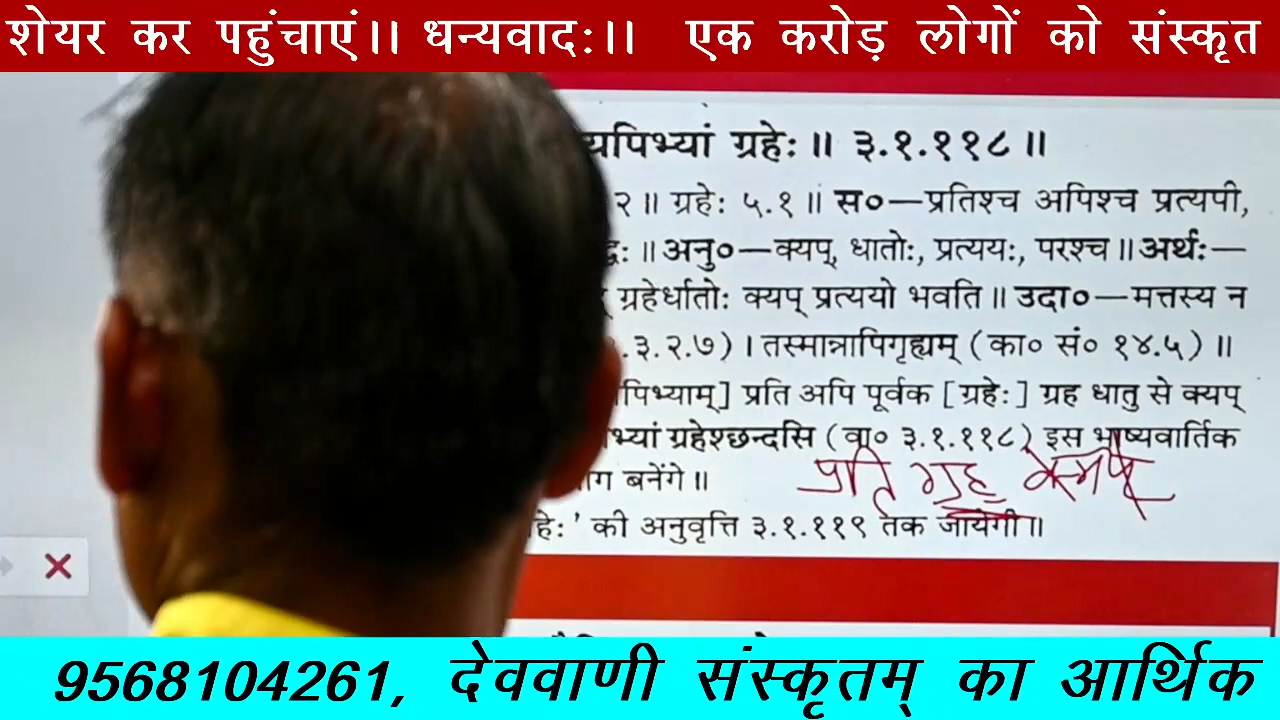 शेयर कर पहुंचाएं।। धन्यवादः।। एक करोड़ लोगों को संस्कृत
यपिभ्यां ग्रहेः ॥ ३.१.११८ ॥
२ ॥ ग्रहेः ५.१ ॥ स०—प्रतिश्च अपिश्च प्रत्यपी,
द्वः ॥ अनु०—क्यप्, धातोः, प्रत्ययः, परश्च ॥ अर्थः—
ग्रहेर्धातोः क्यप् प्रत्ययो भवति ॥ उदा०—मत्तस्य न
.३.२.७) । तस्मान्नापिगृह्यम् (का० सं० १४.५) ॥
पिभ्याम्] प्रति अपि पूर्वक [ग्रहेः] ग्रह धातु से क्यप्
भ्यां ग्रहेश्छन्दसि (वा० ३.१.११८) इस भाष्यवार्तिक
बनेंगे ॥
प्रति ग्रह् क्यप्
हेः' की अनुवृत्ति ३.१.११९ तक जायेगी ॥
9568104261, देववाणी संस्कृतम् का आर्थिक